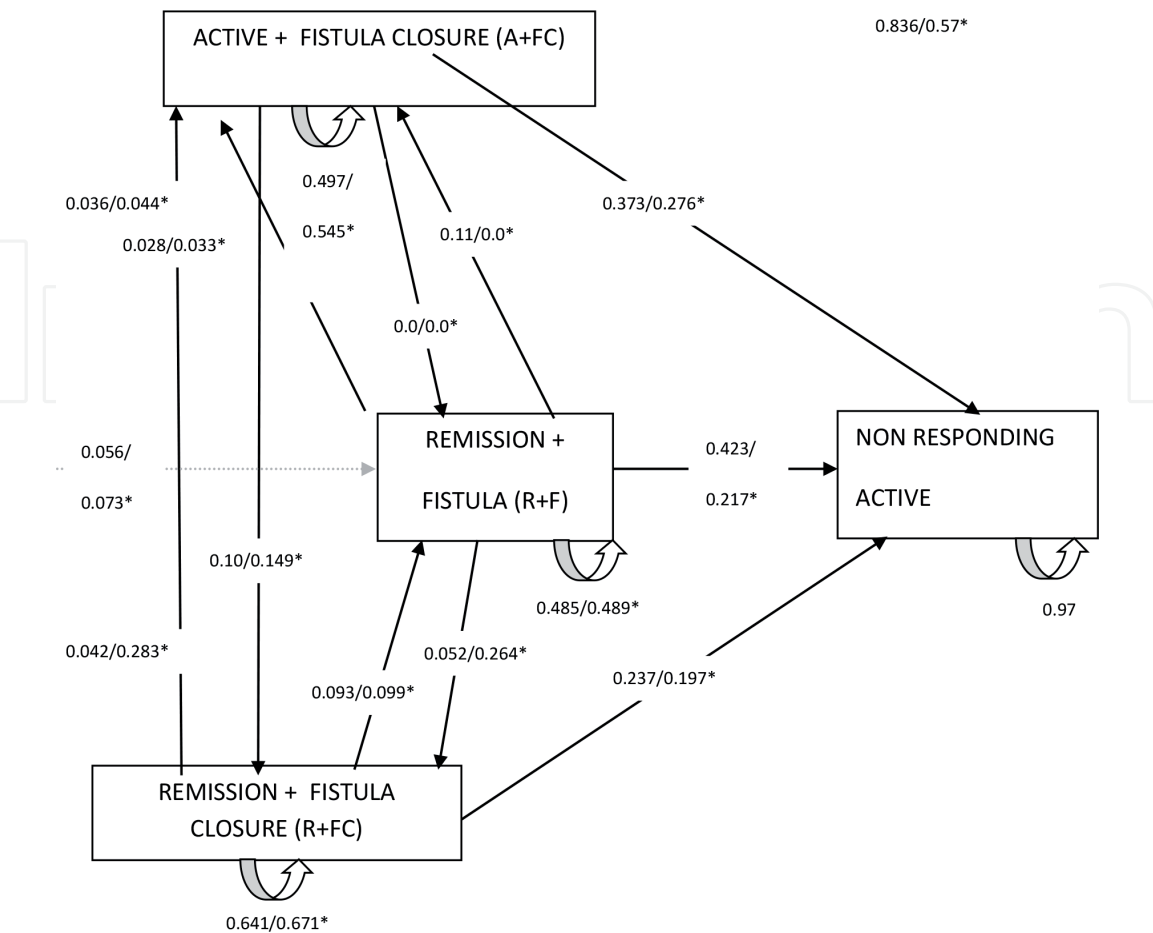 0.836/0.57*
ACTIVE + FISTULA CLOSURE (A+FC)
0.497/
0.545*
0.036/0.044*
0.373/0.276*
0.028/0.033*
0.11/0.0*
0.0/0.0*
REMISSION +
FISTULA (R+F)
NON RESPONDING
ACTIVE
0.056/
0.073*
0.423/
0.217*
0.10/0.149*
0.485/0.489*
0.97
0.042/0.283*
0.052/0.264*
0.093/0.099*
0.237/0.197*
REMISSION + FISTULA
CLOSURE (R+FC)
0.641/0.671*